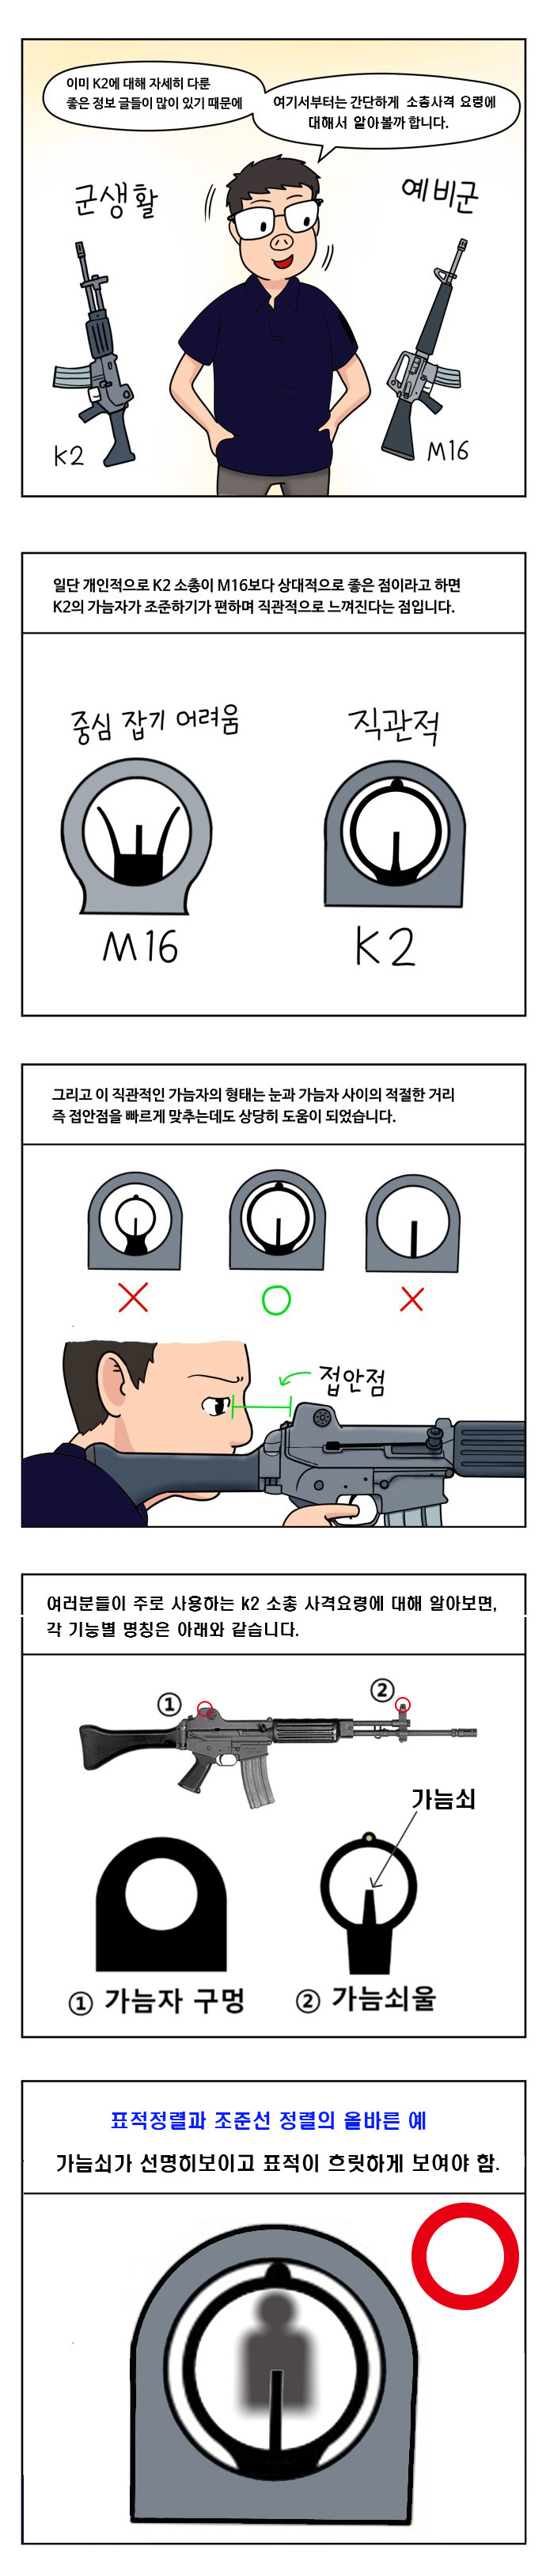 이미 K2에 대해 자세히 다룬
좋은 정보 글들이 많이 있기 때문에
여기서부터는 간단하게 소총사격 요령에
대해서 알아볼까 합니다.
군생활
예비군
K2
M16
일단 개인적으로 K2 소총이 M16보다 상대적으로 좋은 점이라고 하면
K2의 가늠자가 조준하기가 편하며 직관적으로 느껴진다는 점입니다.
중심 잡기 어려움
직관적
M16
K2
그리고 이 직관적인 가늠자의 형태는 눈과 가늠자 사이의 적절한 거리
즉 접안점을 빠르게 맞추는데도 상당히 도움이 되었습니다.
접안점
여러분들이 주로 사용하는 k2 소총 사격요령에 대해 알아보면,
각 기능별 명칭은 아래와 같습니다.
①
②
가늠쇠
① 가늠자 구멍
② 가늠쇠울
표적정렬과 조준선 정렬의 올바른 예
가늠쇠가 선명히보이고 표적이 흐릿하게 보여야 함.